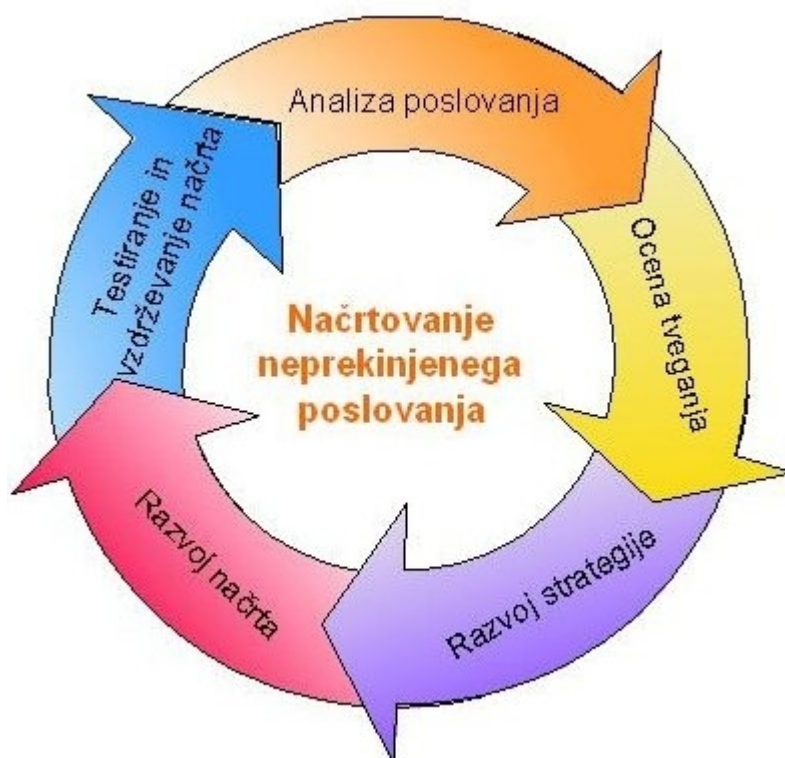 Analiza poslovanja
Ocena tveganja
Razvoj strategije
Razvoj načrta
Testiranje in
vzdrževanje načrta
Načrtovanje
neprekinjenega
poslovanja